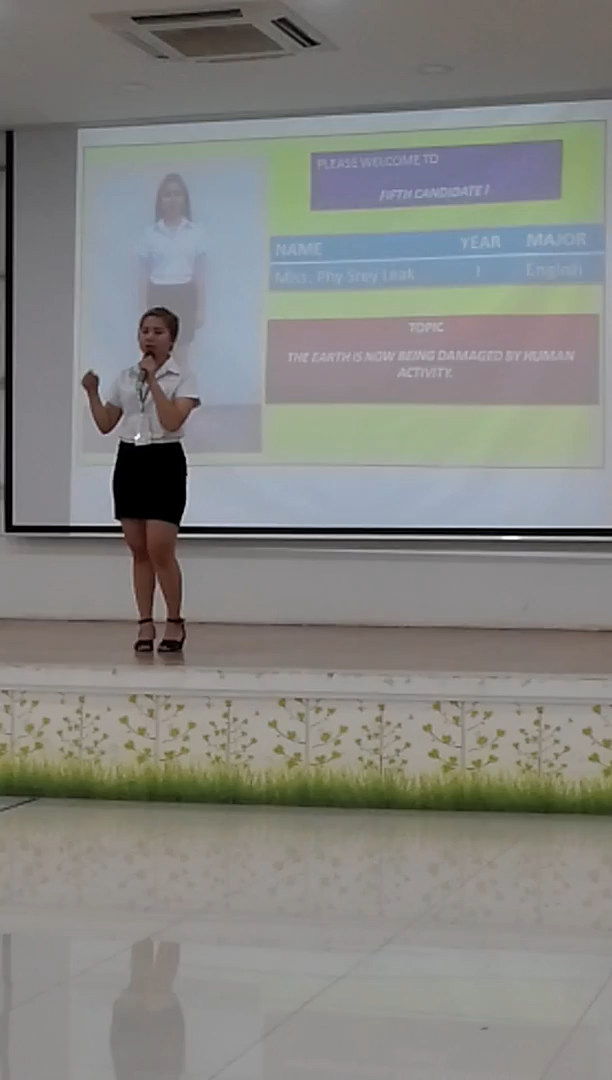 PLEASE WELCOME TO
FIFTH CANDIDATE !
NAME YEAR MAJOR
Miss. Phy Srey Leak 1 English
TOPIC
THE EARTH IS NOW BEING DAMAGED BY HUMAN
ACTIVITY.